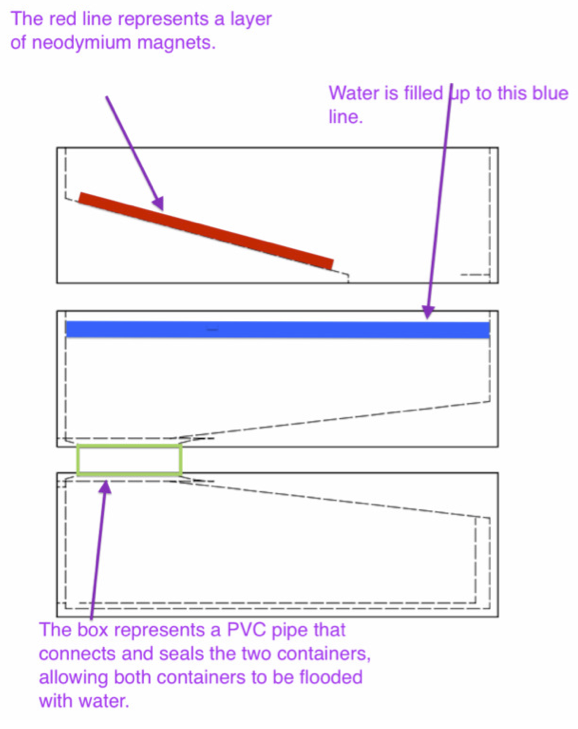 The red line represents a layer
of neodymium magnets.
Water is filled up to this blue
line.
The box represents a PVC pipe that
connects and seals the two containers,
allowing both containers to be flooded
with water.